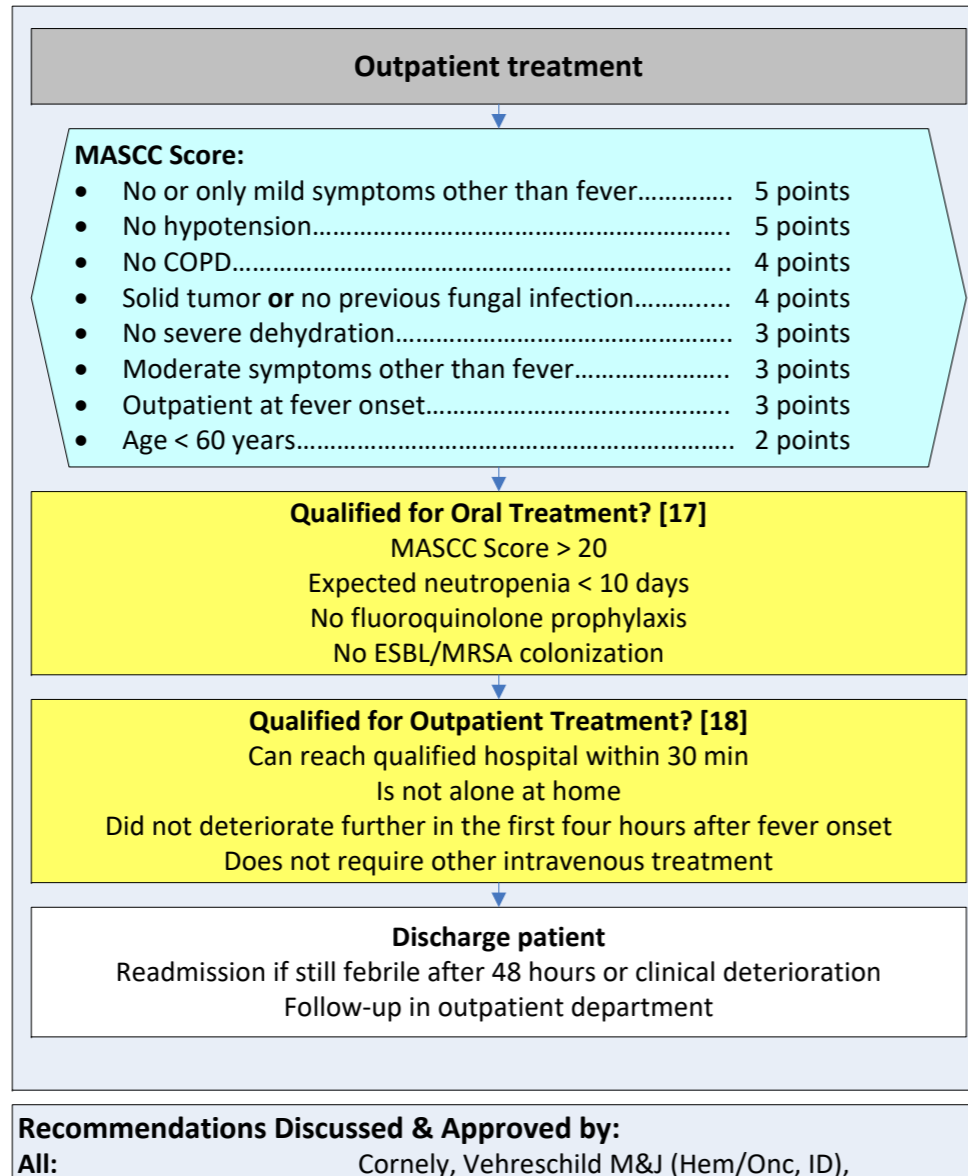 Outpatient treatment
MASCC Score:
• No or only mild symptoms other than fever………….. 5 points
• No hypotension…………………………………………………….. 5 points
• No COPD………………………………………………………………... 4 points
• Solid tumor or no previous fungal infection……….... 4 points
• No severe dehydration………………………………………….. 3 points
• Moderate symptoms other than fever………………….. 3 points
• Outpatient at fever onset……………………………………... 3 points
• Age < 60 years……………………………………………………….. 2 points
Qualified for Oral Treatment? [17]
MASCC Score > 20
Expected neutropenia < 10 days
No fluoroquinolone prophylaxis
No ESBL/MRSA colonization
Qualified for Outpatient Treatment? [18]
Can reach qualified hospital within 30 min
Is not alone at home
Did not deteriorate further in the first four hours after fever onset
Does not require other intravenous treatment
Discharge patient
Readmission if still febrile after 48 hours or clinical deterioration
Follow-up in outpatient department
Recommendations Discussed & Approved by:
All: Cornely, Vehreschild M&J (Hem/Onc, ID),